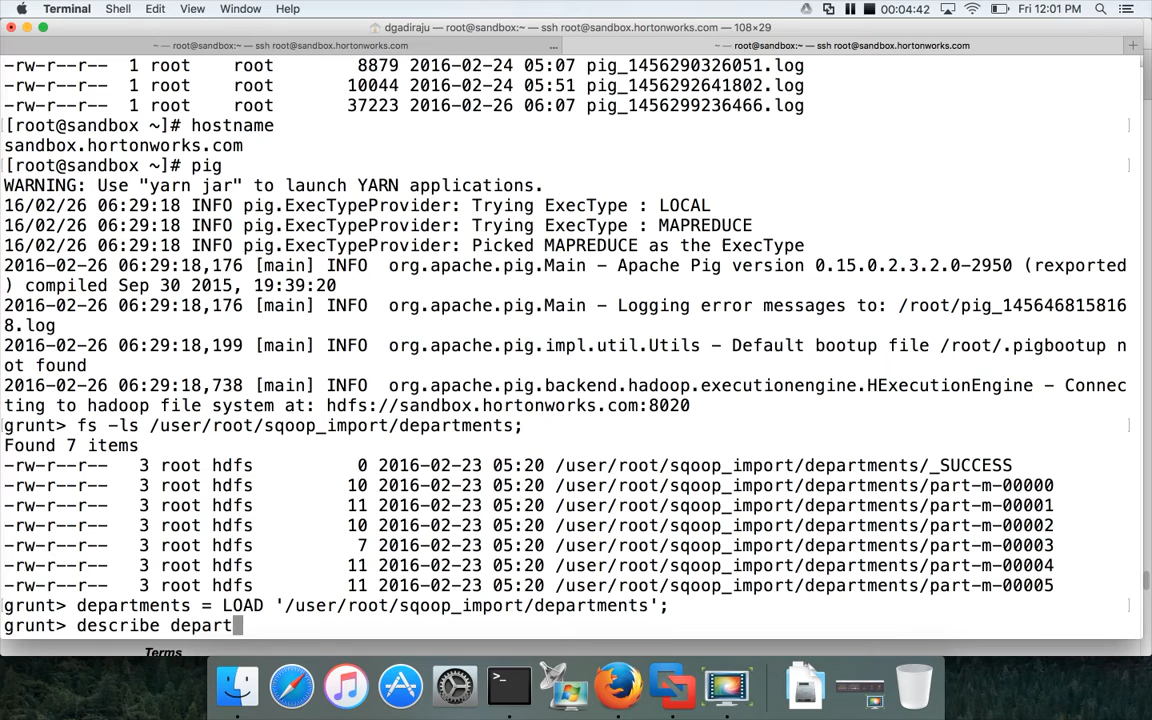 Terminal Shell Edit View Window Help 00:04:42 Fri 12:01 PM
dgadiraju — root@sandbox:~ — ssh root@sandbox.hortonworks.com — 108×29
~ — root@sandbox:~ — ssh root@sandbox.hortonworks.com ... ~ — root@sandbox:~ — ssh root@sandbox.hortonworks.com +
-rw-r--r-- 1 root root 8879 2016-02-24 05:07 pig_1456290326051.log
-rw-r--r-- 1 root root 10044 2016-02-24 05:51 pig_1456292641802.log
-rw-r--r-- 1 root root 37223 2016-02-26 06:07 pig_1456299236466.log
[root@sandbox ~]# hostname
sandbox.hortonworks.com
[root@sandbox ~]# pig
WARNING: Use "yarn jar" to launch YARN applications.
16/02/26 06:29:18 INFO pig.ExecTypeProvider: Trying ExecType : LOCAL
16/02/26 06:29:18 INFO pig.ExecTypeProvider: Trying ExecType : MAPREDUCE
16/02/26 06:29:18 INFO pig.ExecTypeProvider: Picked MAPREDUCE as the ExecType
2016-02-26 06:29:18,176 [main] INFO  org.apache.pig.Main - Apache Pig version 0.15.0.2.3.2.0-2950 (rexported
) compiled Sep 30 2015, 19:39:20
2016-02-26 06:29:18,176 [main] INFO  org.apache.pig.Main - Logging error messages to: /root/pig_145646815816
8.log
2016-02-26 06:29:18,199 [main] INFO  org.apache.pig.impl.util.Utils - Default bootup file /root/.pigbootup n
ot found
2016-02-26 06:29:18,738 [main] INFO  org.apache.pig.backend.hadoop.executionengine.HExecutionEngine - Connec
ting to hadoop file system at: hdfs://sandbox.hortonworks.com:8020
grunt> fs -ls /user/root/sqoop_import/departments;
Found 7 items
-rw-r--r-- 3 root hdfs 0 2016-02-23 05:20 /user/root/sqoop_import/departments/_SUCCESS
-rw-r--r-- 3 root hdfs 10 2016-02-23 05:20 /user/root/sqoop_import/departments/part-m-00000
-rw-r--r-- 3 root hdfs 11 2016-02-23 05:20 /user/root/sqoop_import/departments/part-m-00001
-rw-r--r-- 3 root hdfs 10 2016-02-23 05:20 /user/root/sqoop_import/departments/part-m-00002
-rw-r--r-- 3 root hdfs 7 2016-02-23 05:20 /user/root/sqoop_import/departments/part-m-00003
-rw-r--r-- 3 root hdfs 11 2016-02-23 05:20 /user/root/sqoop_import/departments/part-m-00004
-rw-r--r-- 3 root hdfs 11 2016-02-23 05:20 /user/root/sqoop_import/departments/part-m-00005
grunt> departments = LOAD '/user/root/sqoop_import/departments';
grunt> describe depart
Terms